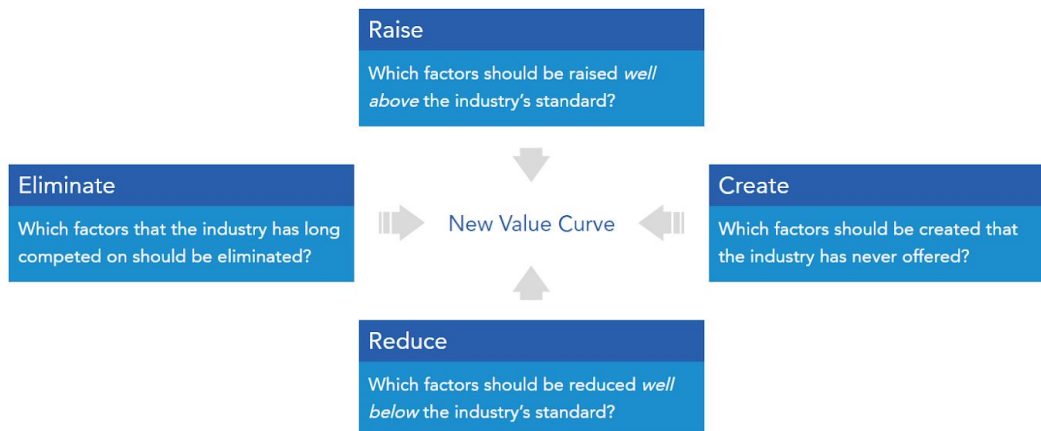 Raise
Which factors should be raised well
above the industry's standard?
Eliminate
Which factors that the industry has long
competed on should be eliminated?
New Value Curve
Create
Which factors should be created that
the industry has never offered?
Reduce
Which factors should be reduced well
below the industry's standard?